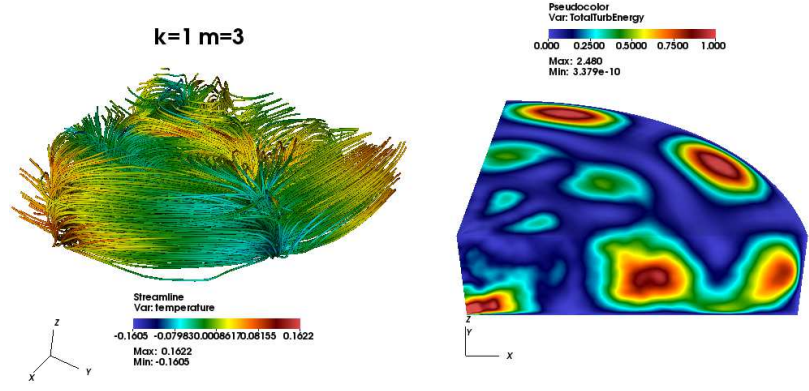 k=1 m=3
Streamline
Var: temperature
-0.1605 -0.07983 0.0008617 0.08155 0.1622
Max: 0.1622
Min: -0.1605
Z
X
Y
Pseudocolor
Var: TotalTurbEnergy
0.000 0.2500 0.5000 0.7500 1.000
Max: 2.480
Min: 3.379e-10
Z
Y
X